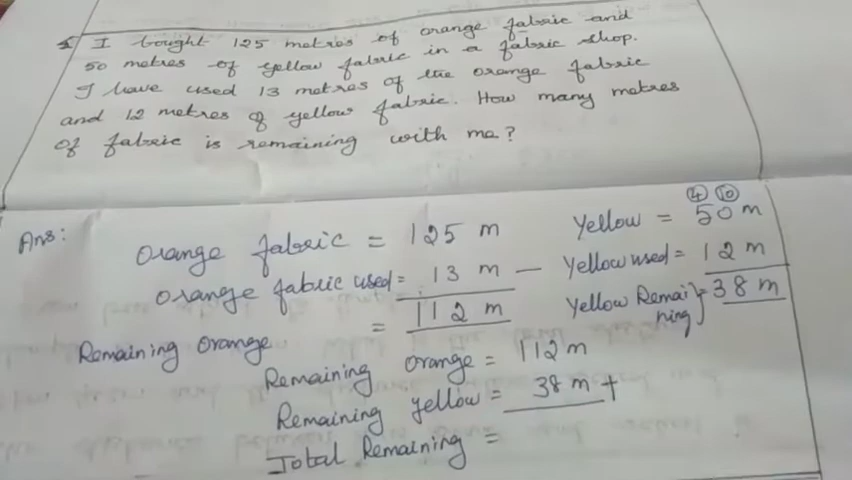 I bought 125 metres of orange fabric and
50 metres of yellow fabric in a fabric shop.
I have used 13 metres of the orange fabric
and 12 metres of yellow fabric. How many metres
of fabric is remaining with me?
Ans:
Orange fabric = 125 m
Orange fabric used = 13 m —
Remaining Orange = 112 m
4 10
Yellow = 50 m
Yellow used = 12 m
Yellow Remaining } = 38 m
Remaining orange = 112 m
Remaining yellow = 38 m +
Total Remaining =